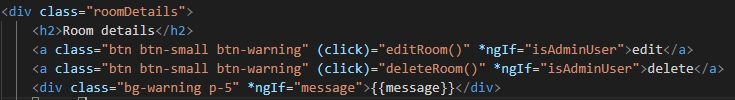 <div class="roomDetails">
<h2>Room details</h2>
<a class="btn btn-small btn-warning" (click)="editRoom()" *ngIf="isAdminUser">edit</a>
<a class="btn btn-small btn-warning" (click)="deleteRoom()" *ngIf="isAdminUser">delete</a>
<div class="bg-warning p-5" *ngIf="message">{{message}}</div>